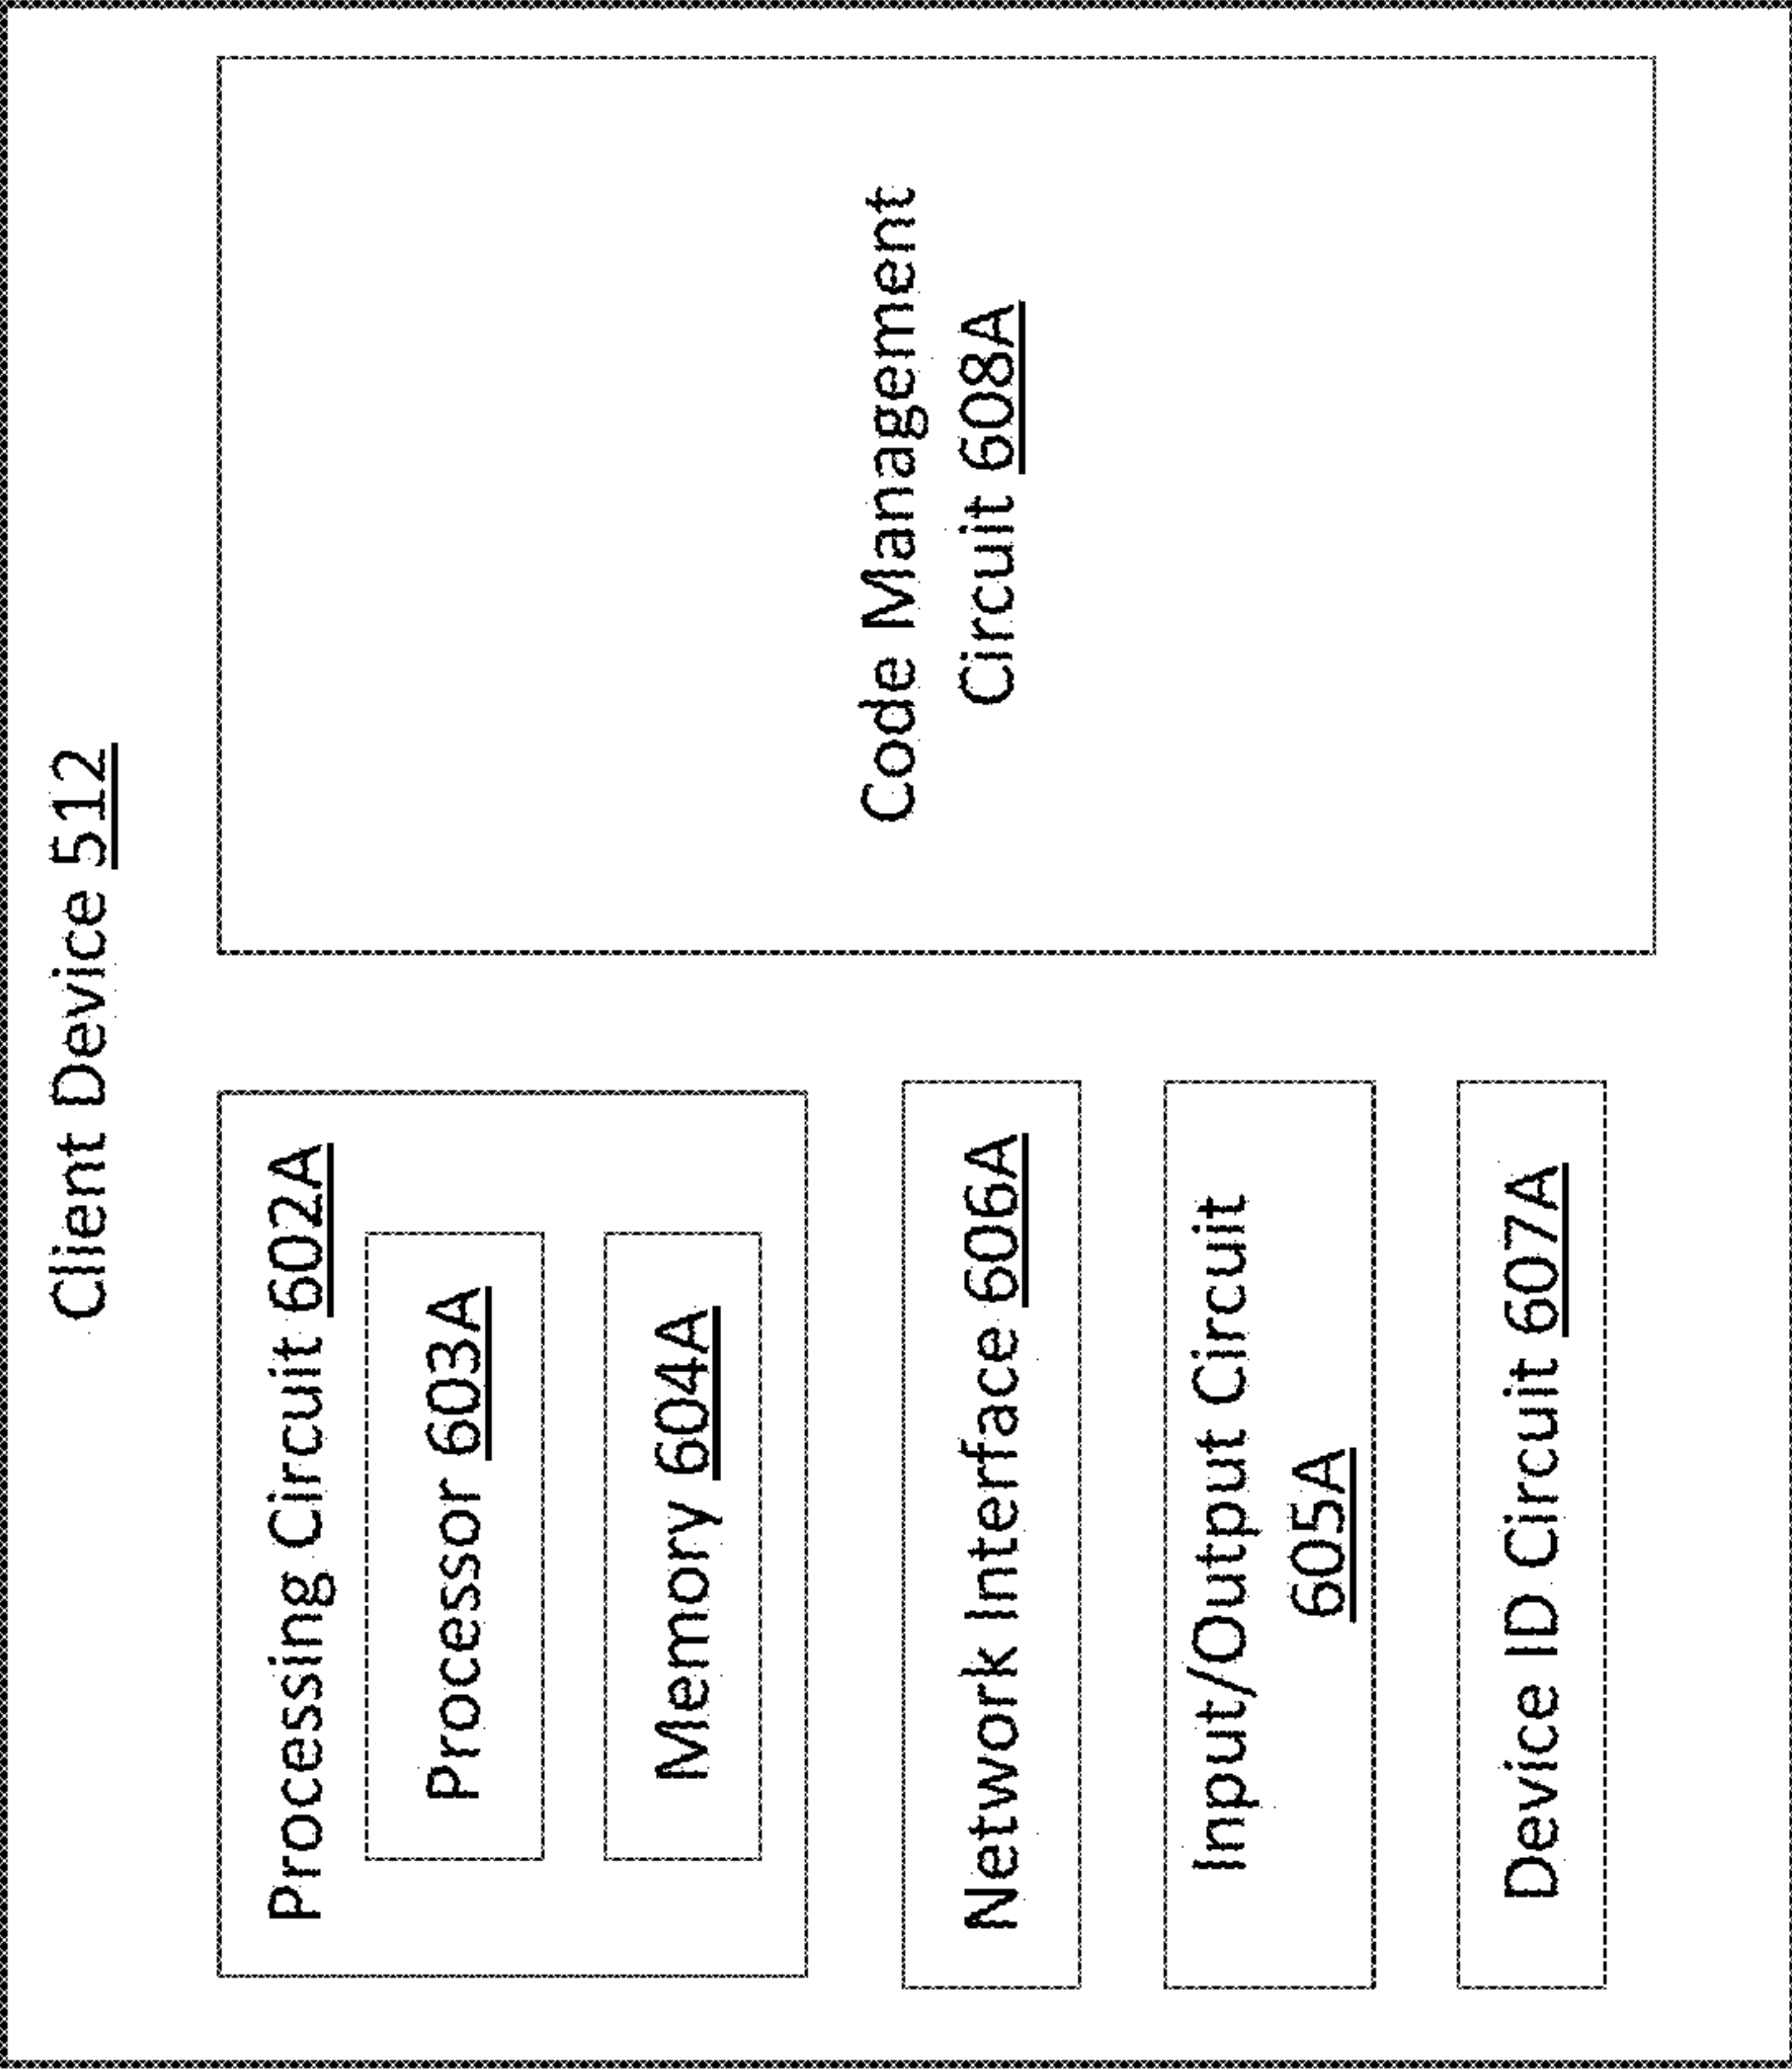 Client Device 512
Processing Circuit 602A
Processor 603A
Memory 604A
Network Interface 606A
Input/Output Circuit
605A
Device ID Circuit 607A
Code Management
Circuit 608A